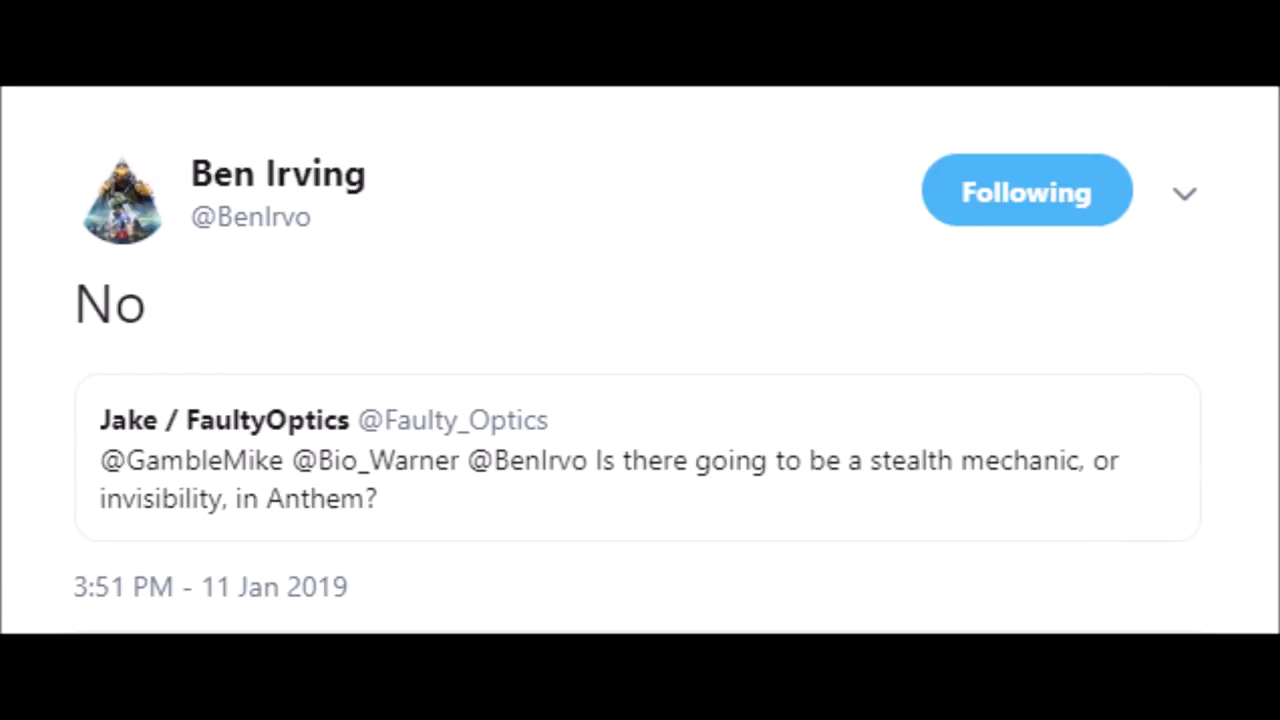 Ben Irving
@BenIrvo
Following
No
Jake / FaultyOptics @Faulty_Optics
@GambleMike @Bio_Warner @BenIrvo Is there going to be a stealth mechanic, or
invisibility, in Anthem?
3:51 PM - 11 Jan 2019